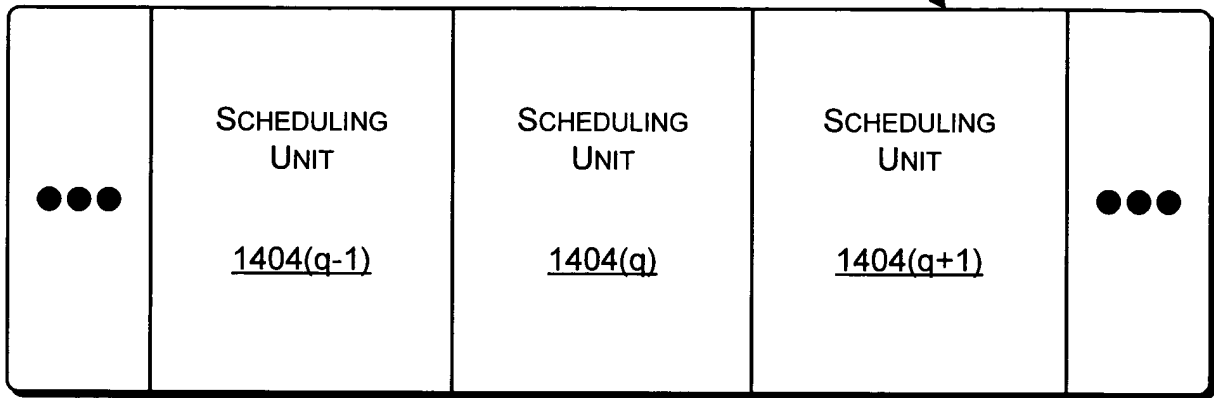 SCHEDULING
UNIT
1404(q-1)
SCHEDULING
UNIT
1404(q)
SCHEDULING
UNIT
1404(q+1)